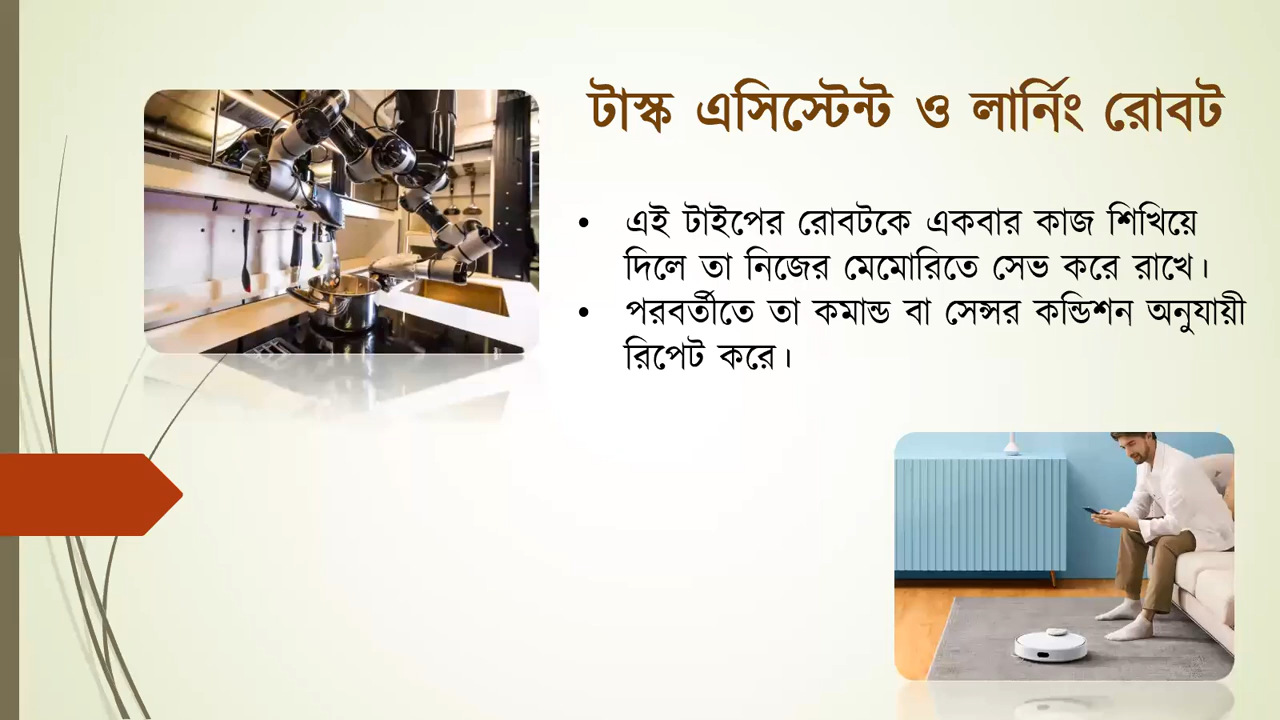 টাস্ক এসিস্টেন্ট ও লার্নিং রোবট
• এই টাইপের রোবটকে একবার কাজ শিখিয়ে
দিলে তা নিজের মেমোরিতে সেভ করে রাখে।
• পরবর্তীতে তা কমান্ড বা সেন্সর কন্ডিশন অনুযায়ী
রিপেট করে।